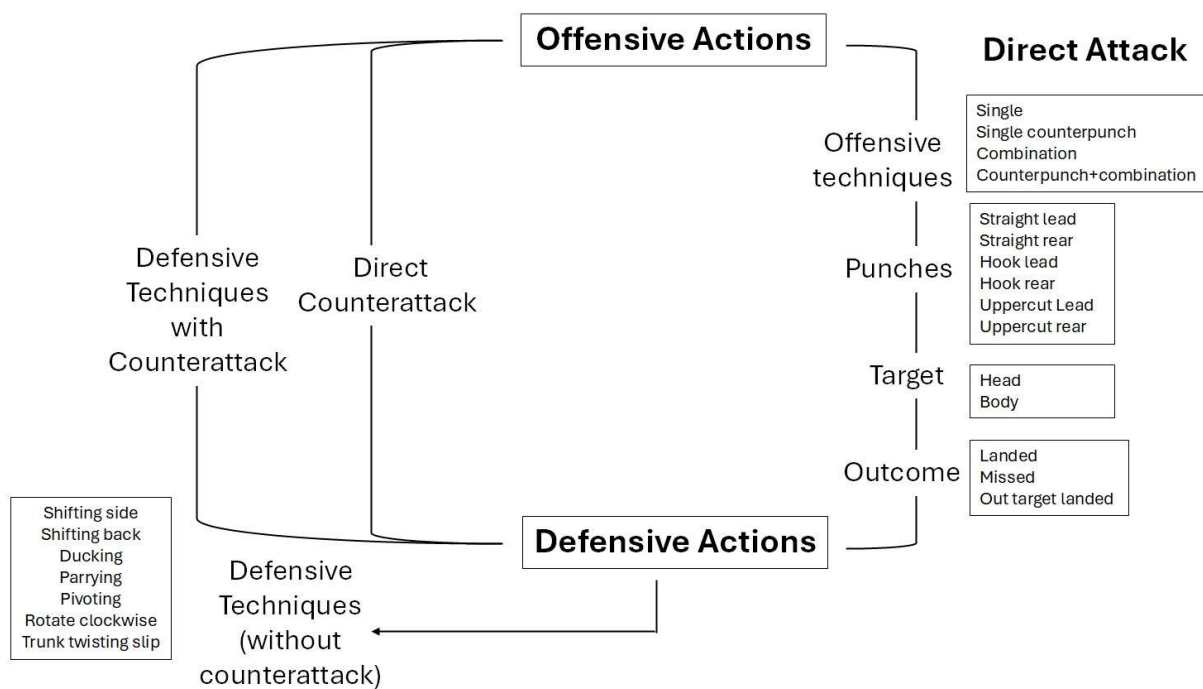 Offensive Actions
Direct Attack
Offensive
techniques
Single
Single counterpunch
Combination
Counterpunch+combination
Punches
Straight lead
Straight rear
Hook lead
Hook rear
Uppercut Lead
Uppercut rear
Target
Head
Body
Outcome
Landed
Missed
Out target landed
Defensive
Techniques
with
Counterattack
Direct
Counterattack
Defensive Actions
Shifting side
Shifting back
Ducking
Parrying
Pivoting
Rotate clockwise
Trunk twisting slip
Defensive
Techniques
(without
counterattack)